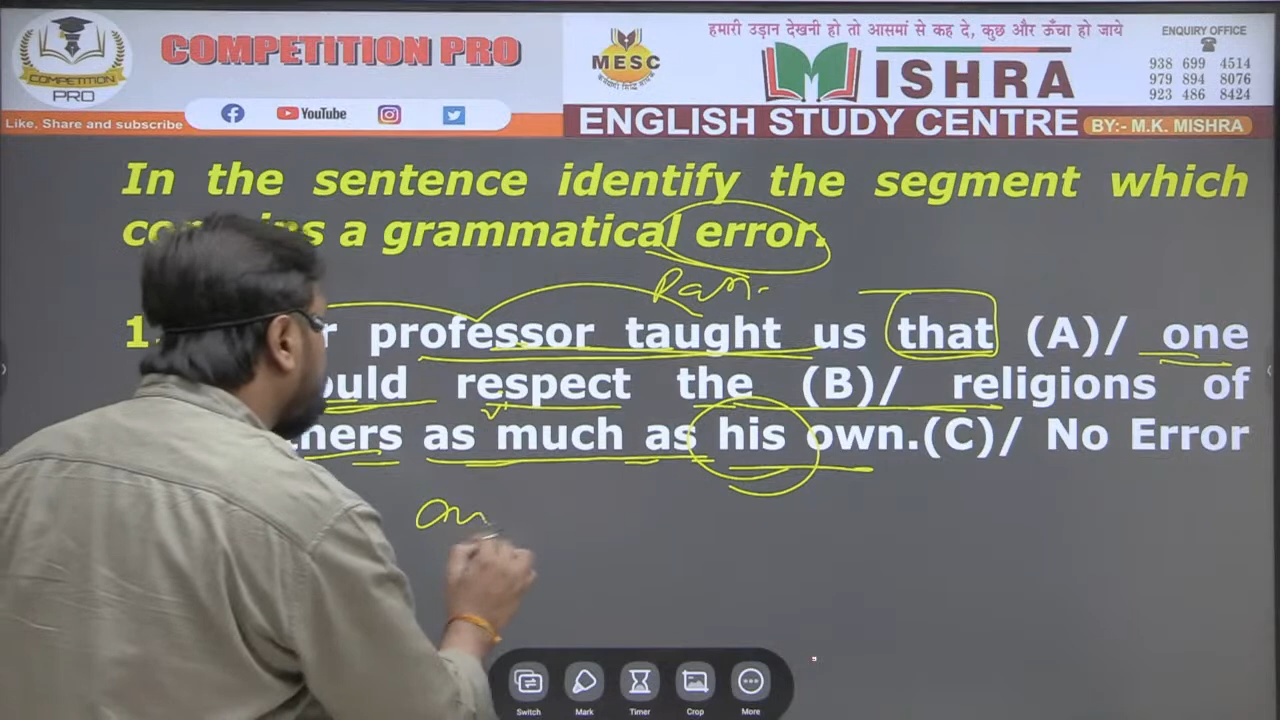 COMPETITION PRO
COMPETITION
PRO
Like, Share and subscribe
YouTube
MESC
हमारी उड़ान देखनी हो तो आसमां से कह दे, कुछ और ऊँचा हो जाये
MISHRA
ENGLISH STUDY CENTRE
BY:- M.K. MISHRA
ENQUIRY OFFICE
938 699 4514
979 894 8076
923 486 8424
In the sentence identify the segment which
a grammatical error.
1. professor taught us that (A)/ one
respect the (B)/ religions of
as much as his own.(C)/ No Error
Switch
Mark
Timer
Crop
More